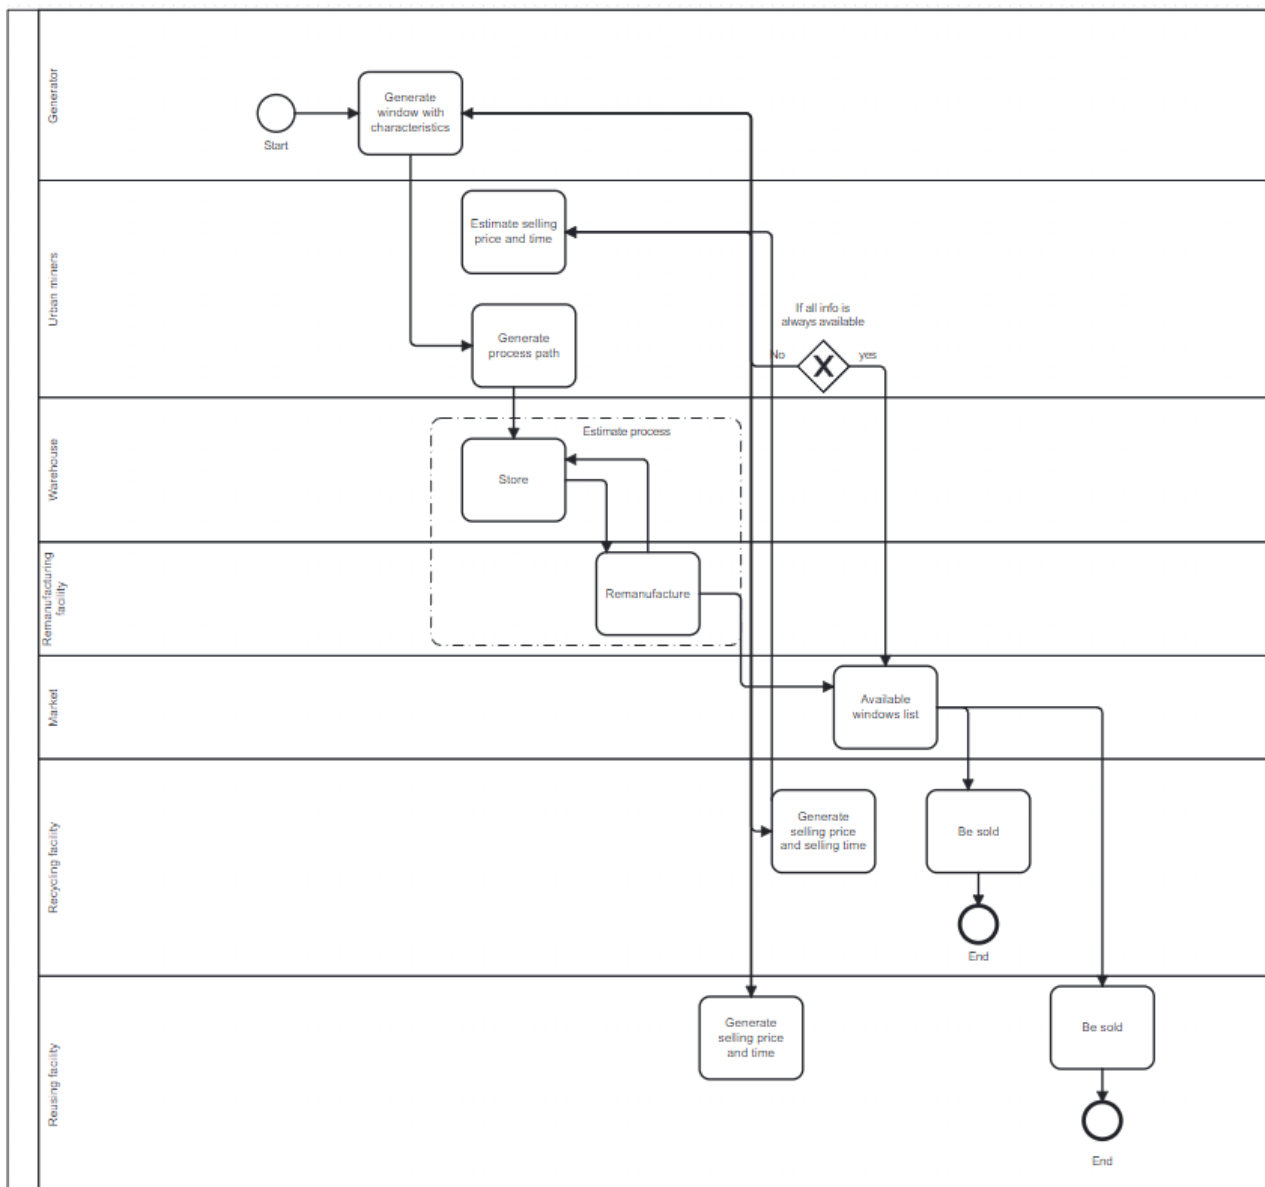 Generator
Start
Generate
window with
characteristics
Urban miners
Estimate selling
price and time
Generate
process path
If all info is
always available
No
yes
Warehouse
Estimate process
Store
Remanufacturing
facility
Remanufacture
Market
Available
windows list
Recycling facility
Generate
selling price
and selling time
Be sold
End
Reusing facility
Generate
selling price
and time
Be sold
End